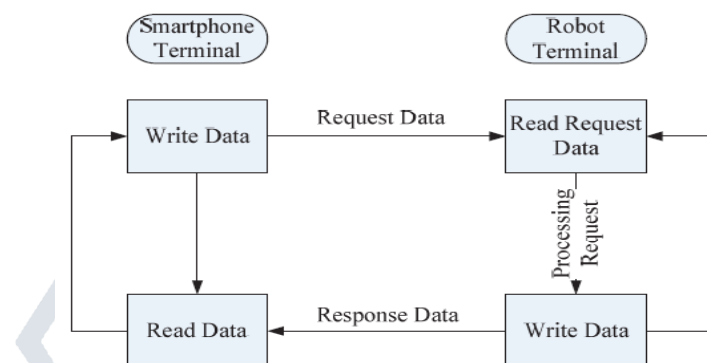 Smartphone
Terminal
Robot
Terminal
Write Data
Request Data
Read Request
Data
Processing
Request
Read Data
Response Data
Write Data